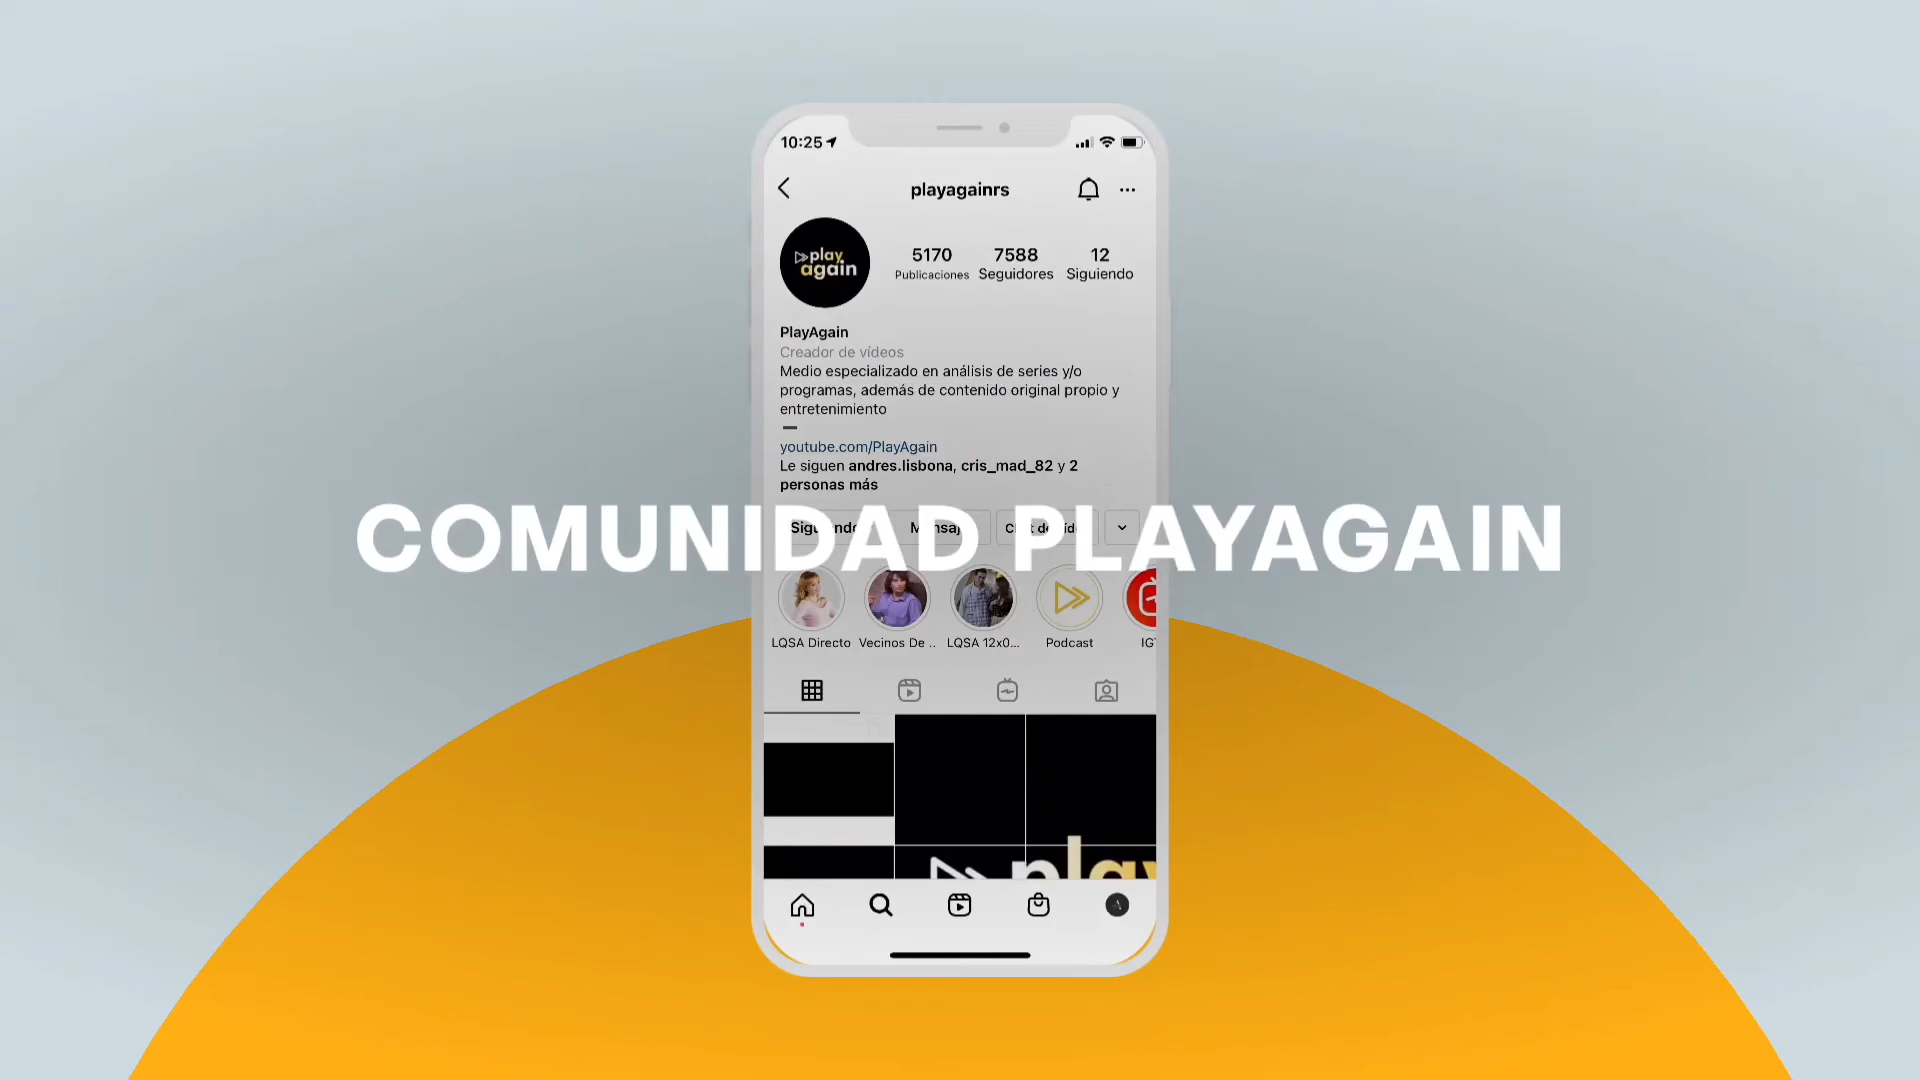 10:25
playagainrs
play
again
5170
7588
12
Publicaciones
Seguidores
Siguiendo
PlayAgain
Creador de vídeos
Medio especializado en análisis de series y/o
programas, además de contenido original propio y
entretenimiento
youtube.com/PlayAgain
Le siguen andres.lisbona, cris_mad_82 y 2
personas más
COMUNIDAD PLAYAGAIN
LQSA Directo
Vecinos De ..
LQSA 12x0...
Podcast
play